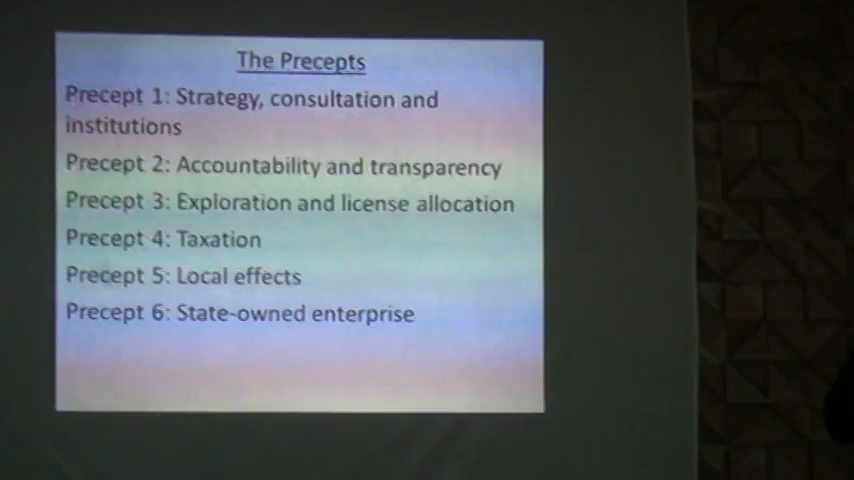 The Precepts
Precept 1: Strategy, consultation and
institutions
Precept 2: Accountability and transparency
Precept 3: Exploration and license allocation
Precept 4: Taxation
Precept 5: Local effects
Precept 6: State-owned enterprise